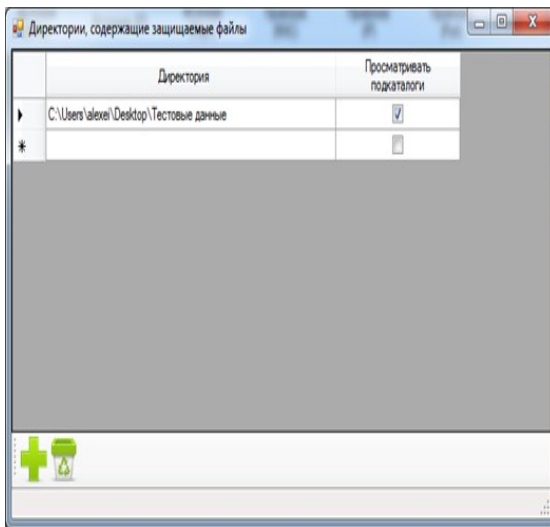 Директории, содержащие защищаемые файлы
Директория
Просматривать
подкаталоги
C:\Users\alexei\Desktop\Тестовые данные